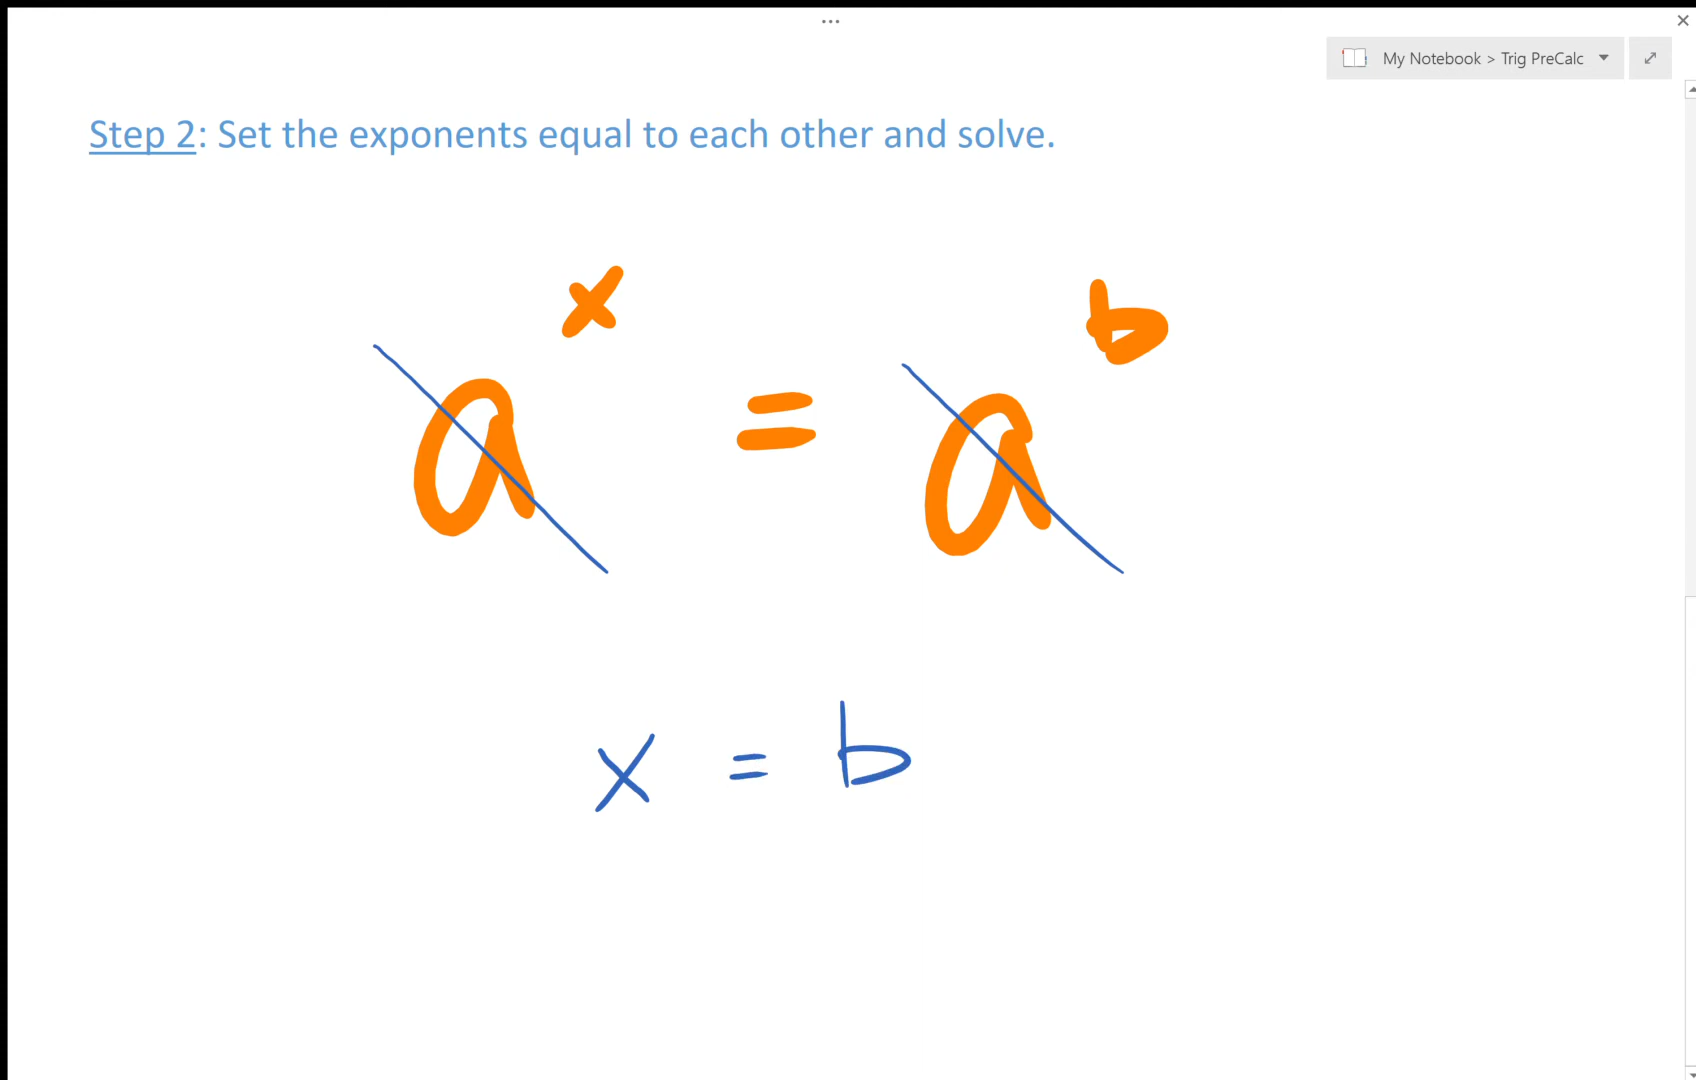 ...
My Notebook > Trig PreCalc
Step 2: Set the exponents equal to each other and solve.
a^x = a^b
x = b